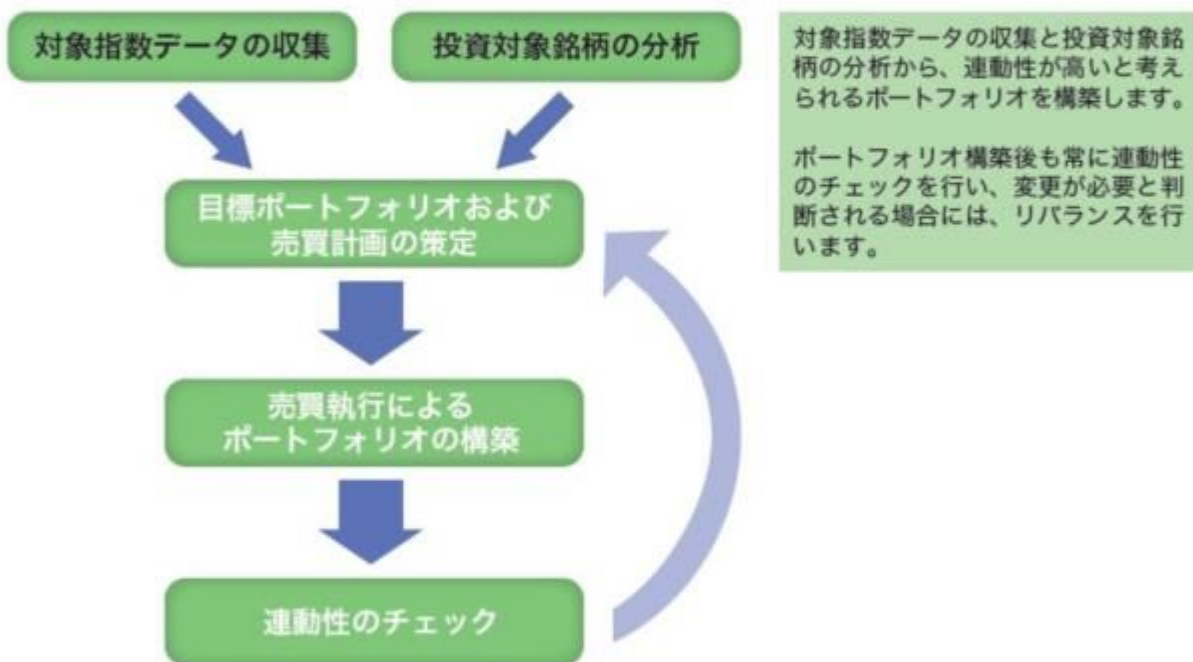 対象指数データの収集
投資対象銘柄の分析
対象指数データの収集と投資対象銘
柄の分析から、連動性が高いと考え
られるポートフォリオを構築します。
ポートフォリオ構築後も常に連動性
のチェックを行い、変更が必要と判
断される場合には、リバランスを行
います。
目標ポートフォリオおよび
売買計画の策定
売買執行による
ポートフォリオの構築
連動性のチェック